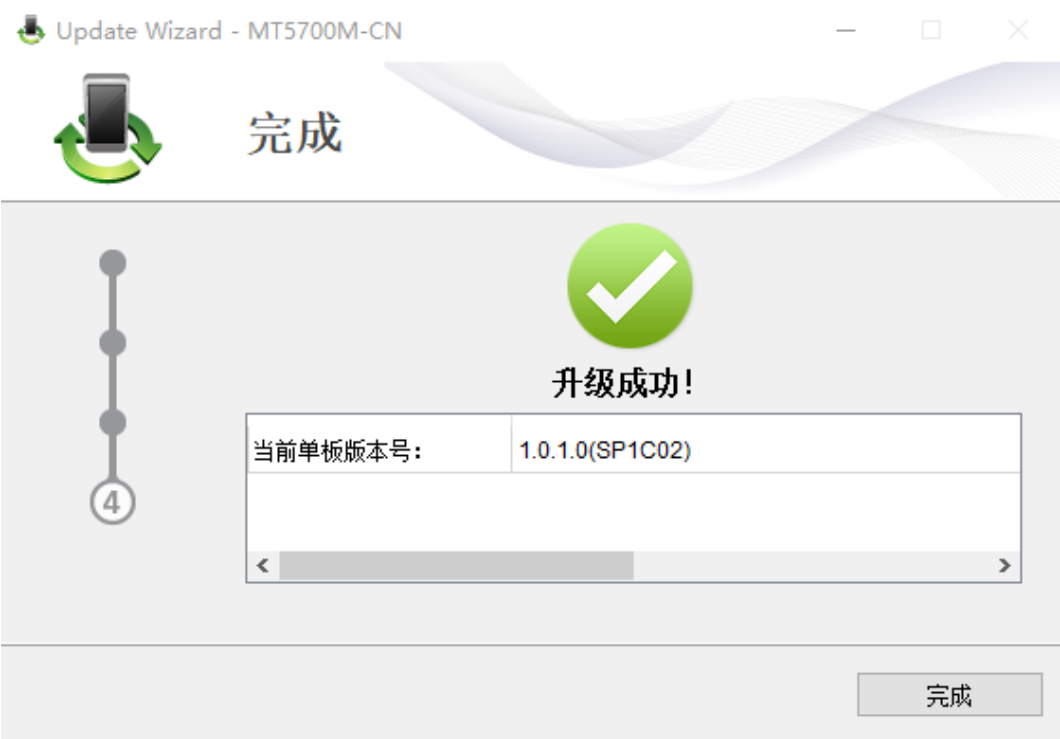 Update Wizard - MT5700M-CN
完成
升级成功!
当前单板版本号: 1.0.1.0(SP1C02)
4
完成